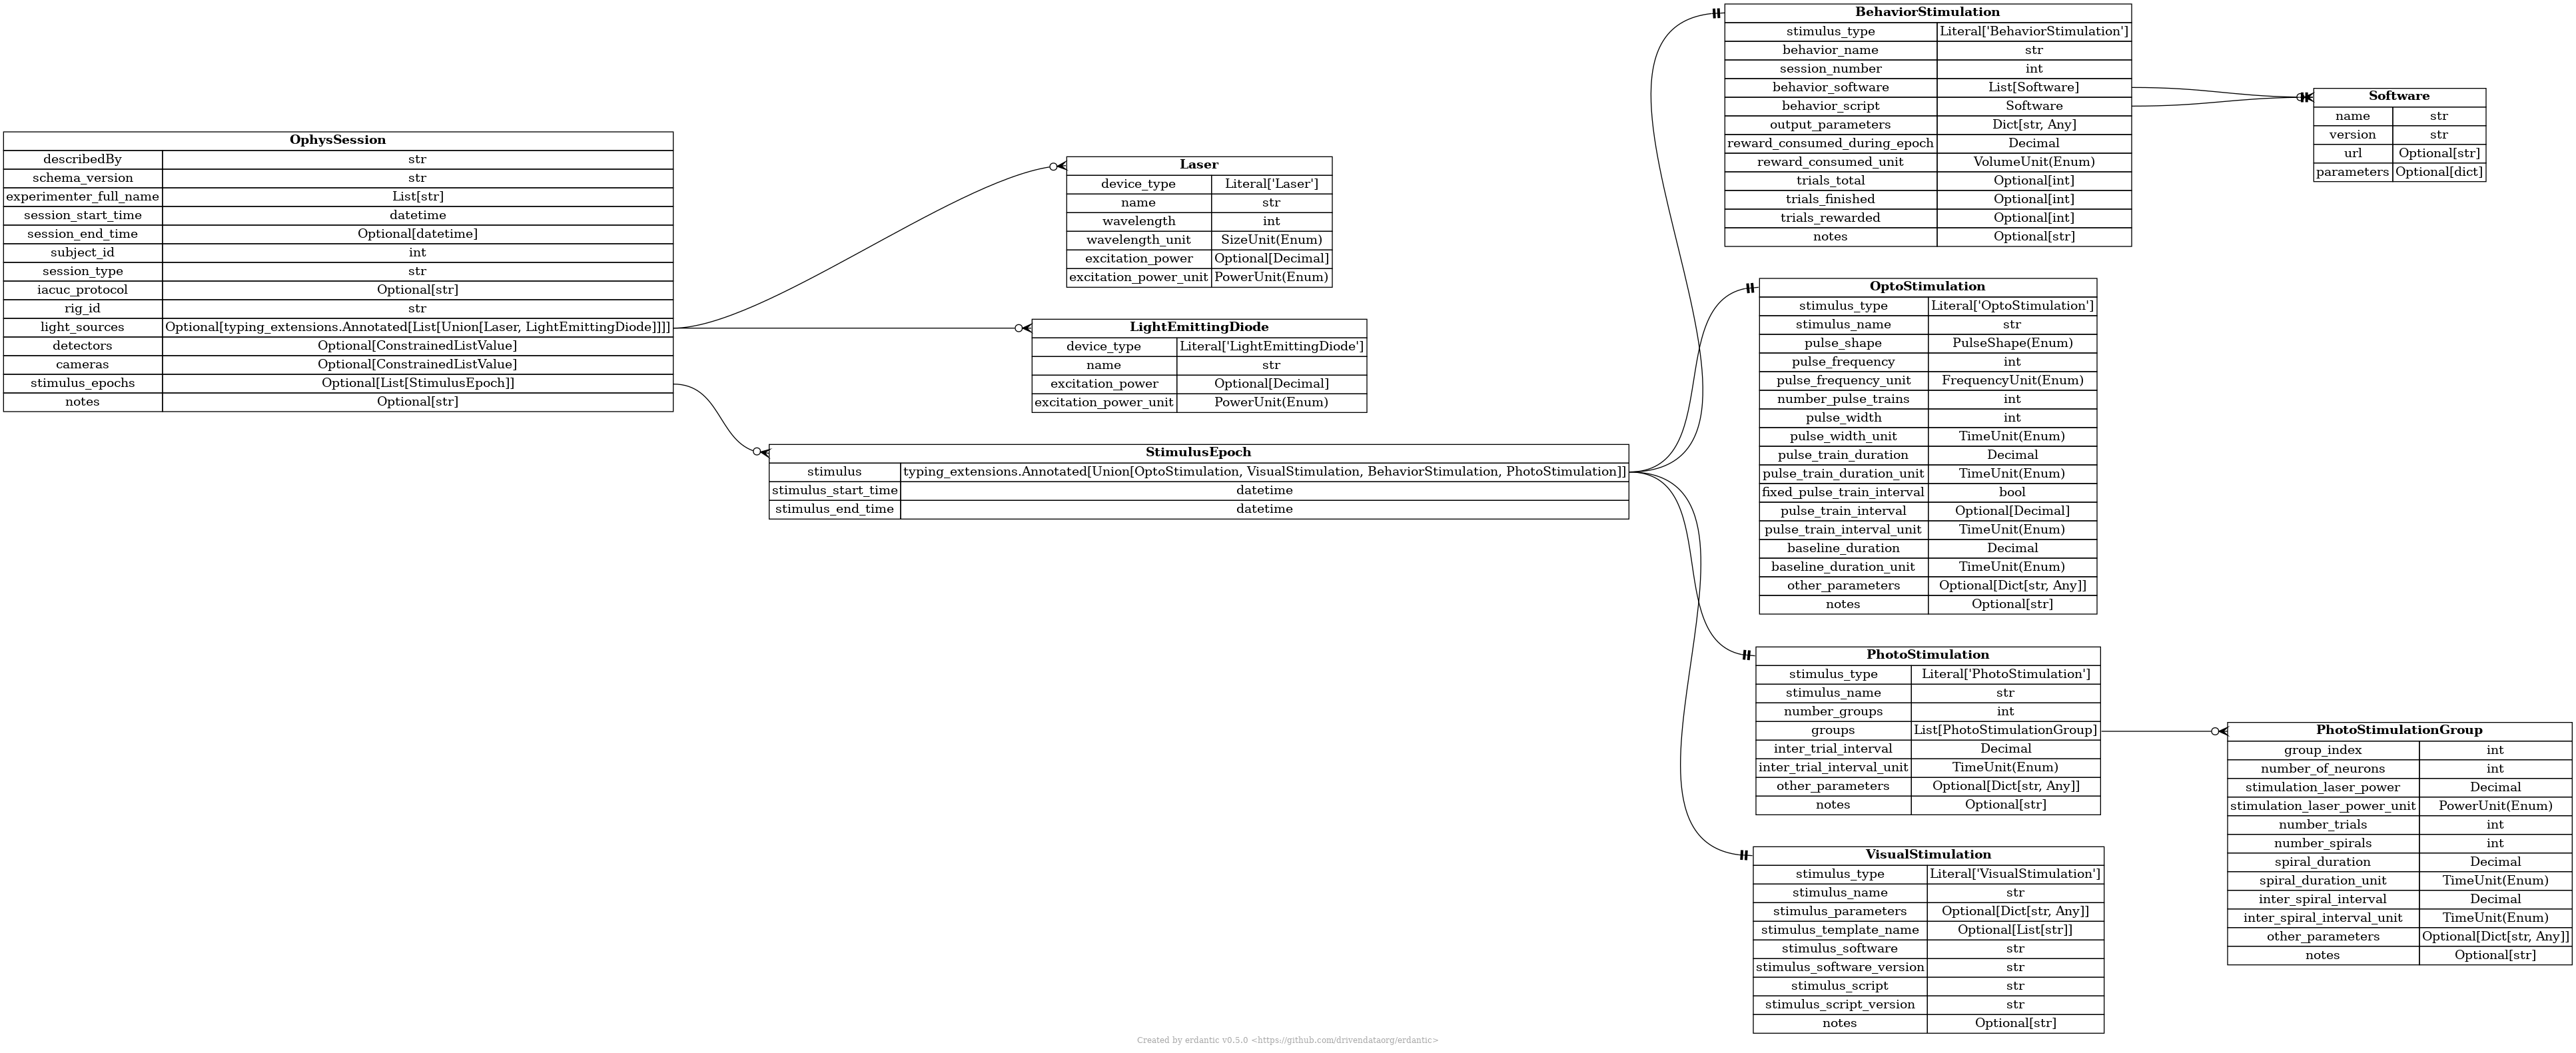 OphysSession
describedBy str
schema_version str
experimenter_full_name List[str]
session_start_time datetime
session_end_time Optional[datetime]
subject_id int
session_type str
iacuc_protocol Optional[str]
rig_id str
light_sources Optional[typing_extensions.Annotated[List[Union[Laser, LightEmittingDiode]]]]
detectors Optional[ConstrainedListValue]
cameras Optional[ConstrainedListValue]
stimulus_epochs Optional[List[StimulusEpoch]]
notes Optional[str]
Laser
device_type Literal['Laser']
name str
wavelength int
wavelength_unit SizeUnit(Enum)
excitation_power Optional[Decimal]
excitation_power_unit PowerUnit(Enum)
LightEmittingDiode
device_type Literal['LightEmittingDiode']
name str
excitation_power Optional[Decimal]
excitation_power_unit PowerUnit(Enum)
StimulusEpoch
stimulus typing_extensions.Annotated[Union[OptoStimulation, VisualStimulation, BehaviorStimulation, PhotoStimulation]]
stimulus_start_time datetime
stimulus_end_time datetime
BehaviorStimulation
stimulus_type Literal['BehaviorStimulation']
behavior_name str
session_number int
behavior_software List[Software]
behavior_script Software
output_parameters Dict[str, Any]
reward_consumed_during_epoch Decimal
reward_consumed_unit VolumeUnit(Enum)
trials_total Optional[int]
trials_finished Optional[int]
trials_rewarded Optional[int]
notes Optional[str]
Software
name str
version str
url Optional[str]
parameters Optional[dict]
OptoStimulation
stimulus_type Literal['OptoStimulation']
stimulus_name str
pulse_shape PulseShape(Enum)
pulse_frequency int
pulse_frequency_unit FrequencyUnit(Enum)
number_pulse_trains int
pulse_width int
pulse_width_unit TimeUnit(Enum)
pulse_train_duration Decimal
pulse_train_duration_unit TimeUnit(Enum)
fixed_pulse_train_interval bool
pulse_train_interval Optional[Decimal]
pulse_train_interval_unit TimeUnit(Enum)
baseline_duration Decimal
baseline_duration_unit TimeUnit(Enum)
other_parameters Optional[Dict[str, Any]]
notes Optional[str]
PhotoStimulation
stimulus_type Literal['PhotoStimulation']
stimulus_name str
number_groups int
groups List[PhotoStimulationGroup]
inter_trial_interval Decimal
inter_trial_interval_unit TimeUnit(Enum)
other_parameters Optional[Dict[str, Any]]
notes Optional[str]
PhotoStimulationGroup
group_index int
number_of_neurons int
stimulation_laser_power Decimal
stimulation_laser_power_unit PowerUnit(Enum)
number_trials int
number_spirals int
spiral_duration Decimal
spiral_duration_unit TimeUnit(Enum)
inter_spiral_interval Decimal
inter_spiral_interval_unit TimeUnit(Enum)
other_parameters Optional[Dict[str, Any]]
notes Optional[str]
VisualStimulation
stimulus_type Literal['VisualStimulation']
stimulus_name str
stimulus_parameters Optional[Dict[str, Any]]
stimulus_template_name Optional[List[str]]
stimulus_software str
stimulus_software_version str
stimulus_script str
stimulus_script_version str
notes Optional[str]
Created by erdantic v0.5.0 <https://github.com/drivendataorg/erdantic>